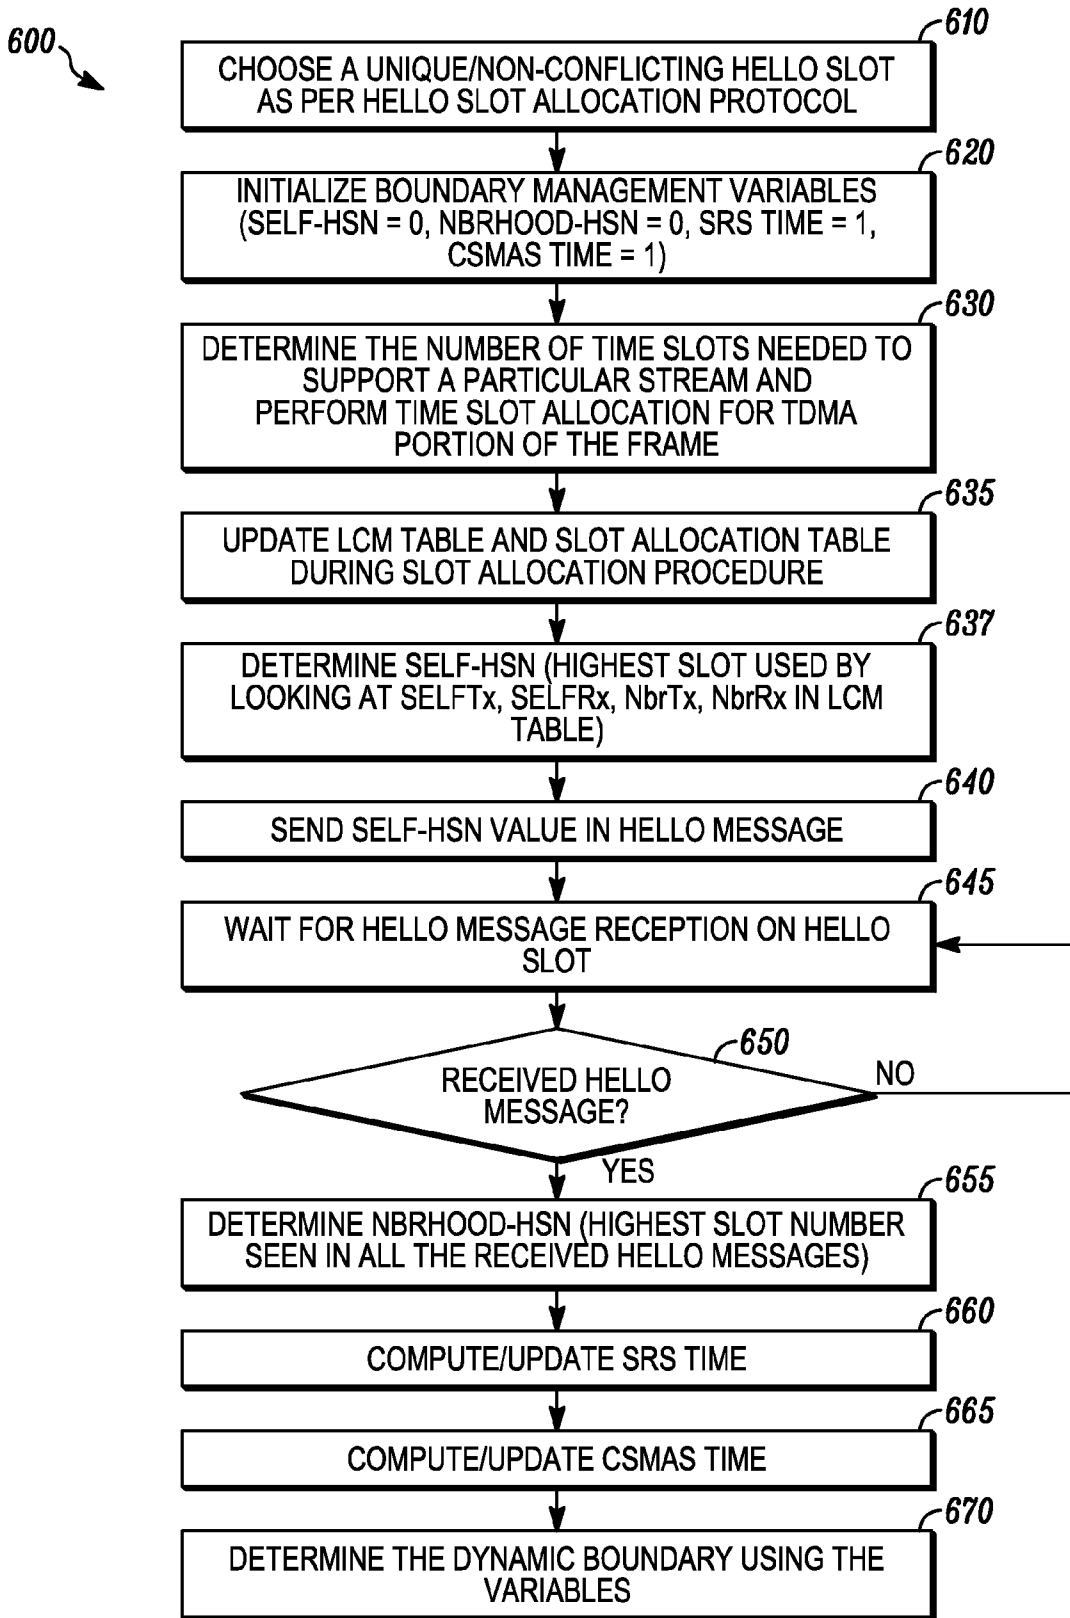 600
610
CHOOSE A UNIQUE/NON-CONFLICTING HELLO SLOT
AS PER HELLO SLOT ALLOCATION PROTOCOL
620
INITIALIZE BOUNDARY MANAGEMENT VARIABLES
(SELF-HSN = 0, NBRHOOD-HSN = 0, SRS TIME = 1,
CSMAS TIME = 1)
630
DETERMINE THE NUMBER OF TIME SLOTS NEEDED TO
SUPPORT A PARTICULAR STREAM AND
PERFORM TIME SLOT ALLOCATION FOR TDMA
PORTION OF THE FRAME
635
UPDATE LCM TABLE AND SLOT ALLOCATION TABLE
DURING SLOT ALLOCATION PROCEDURE
637
DETERMINE SELF-HSN (HIGHEST SLOT USED BY
LOOKING AT SELFTx, SELFRx, NbrTx, NbrRx IN LCM
TABLE)
640
SEND SELF-HSN VALUE IN HELLO MESSAGE
645
WAIT FOR HELLO MESSAGE RECEPTION ON HELLO
SLOT
650
RECEIVED HELLO
MESSAGE?
NO
YES
655
DETERMINE NBRHOOD-HSN (HIGHEST SLOT NUMBER
SEEN IN ALL THE RECEIVED HELLO MESSAGES)
660
COMPUTE/UPDATE SRS TIME
665
COMPUTE/UPDATE CSMAS TIME
670
DETERMINE THE DYNAMIC BOUNDARY USING THE
VARIABLES